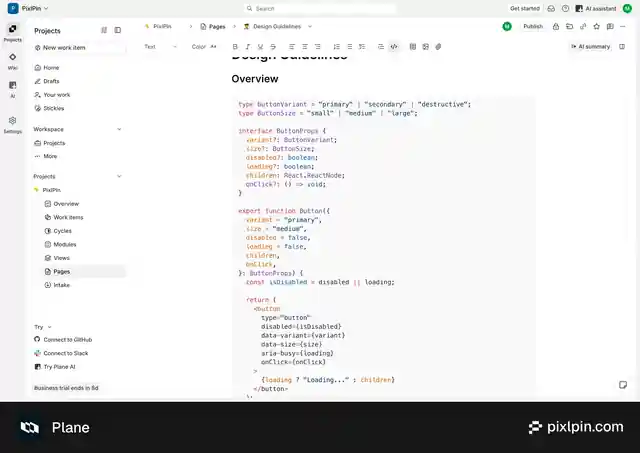 P PixlPin
Search
Get started
AI assistant
M
Projects
Wiki
AI
Settings
Projects
New work item
Home
Drafts
Your work
Stickies
Workspace
Projects
More
Projects
PixlPin
Overview
Work items
Cycles
Modules
Views
Pages
Intake
Try
Connect to GitHub
Connect to Slack
Try Plane AI
Business trial ends in 8d
PixlPin > Pages > Design Guidelines
M Publish
Text Color Aa B I U S
AI summary
Design Guidelines
Overview
type ButtonVariant = "primary" | "secondary" | "destructive";
type ButtonSize = "small" | "medium" | "large";
interface ButtonProps {
variant?: ButtonVariant;
size?: ButtonSize;
disabled?: boolean;
loading?: boolean;
children: React.ReactNode;
onClick?: () => void;
}
export function Button({
variant = "primary",
size = "medium",
disabled = false,
loading = false,
children,
onClick,
}: ButtonProps) {
const isDisabled = disabled || loading;
return (
<button
type="button"
disabled={isDisabled}
data-variant={variant}
data-size={size}
aria-busy={loading}
onClick={onClick}
>
{loading ? "Loading..." : children}
</button>
);
Plane
pixlpin.com